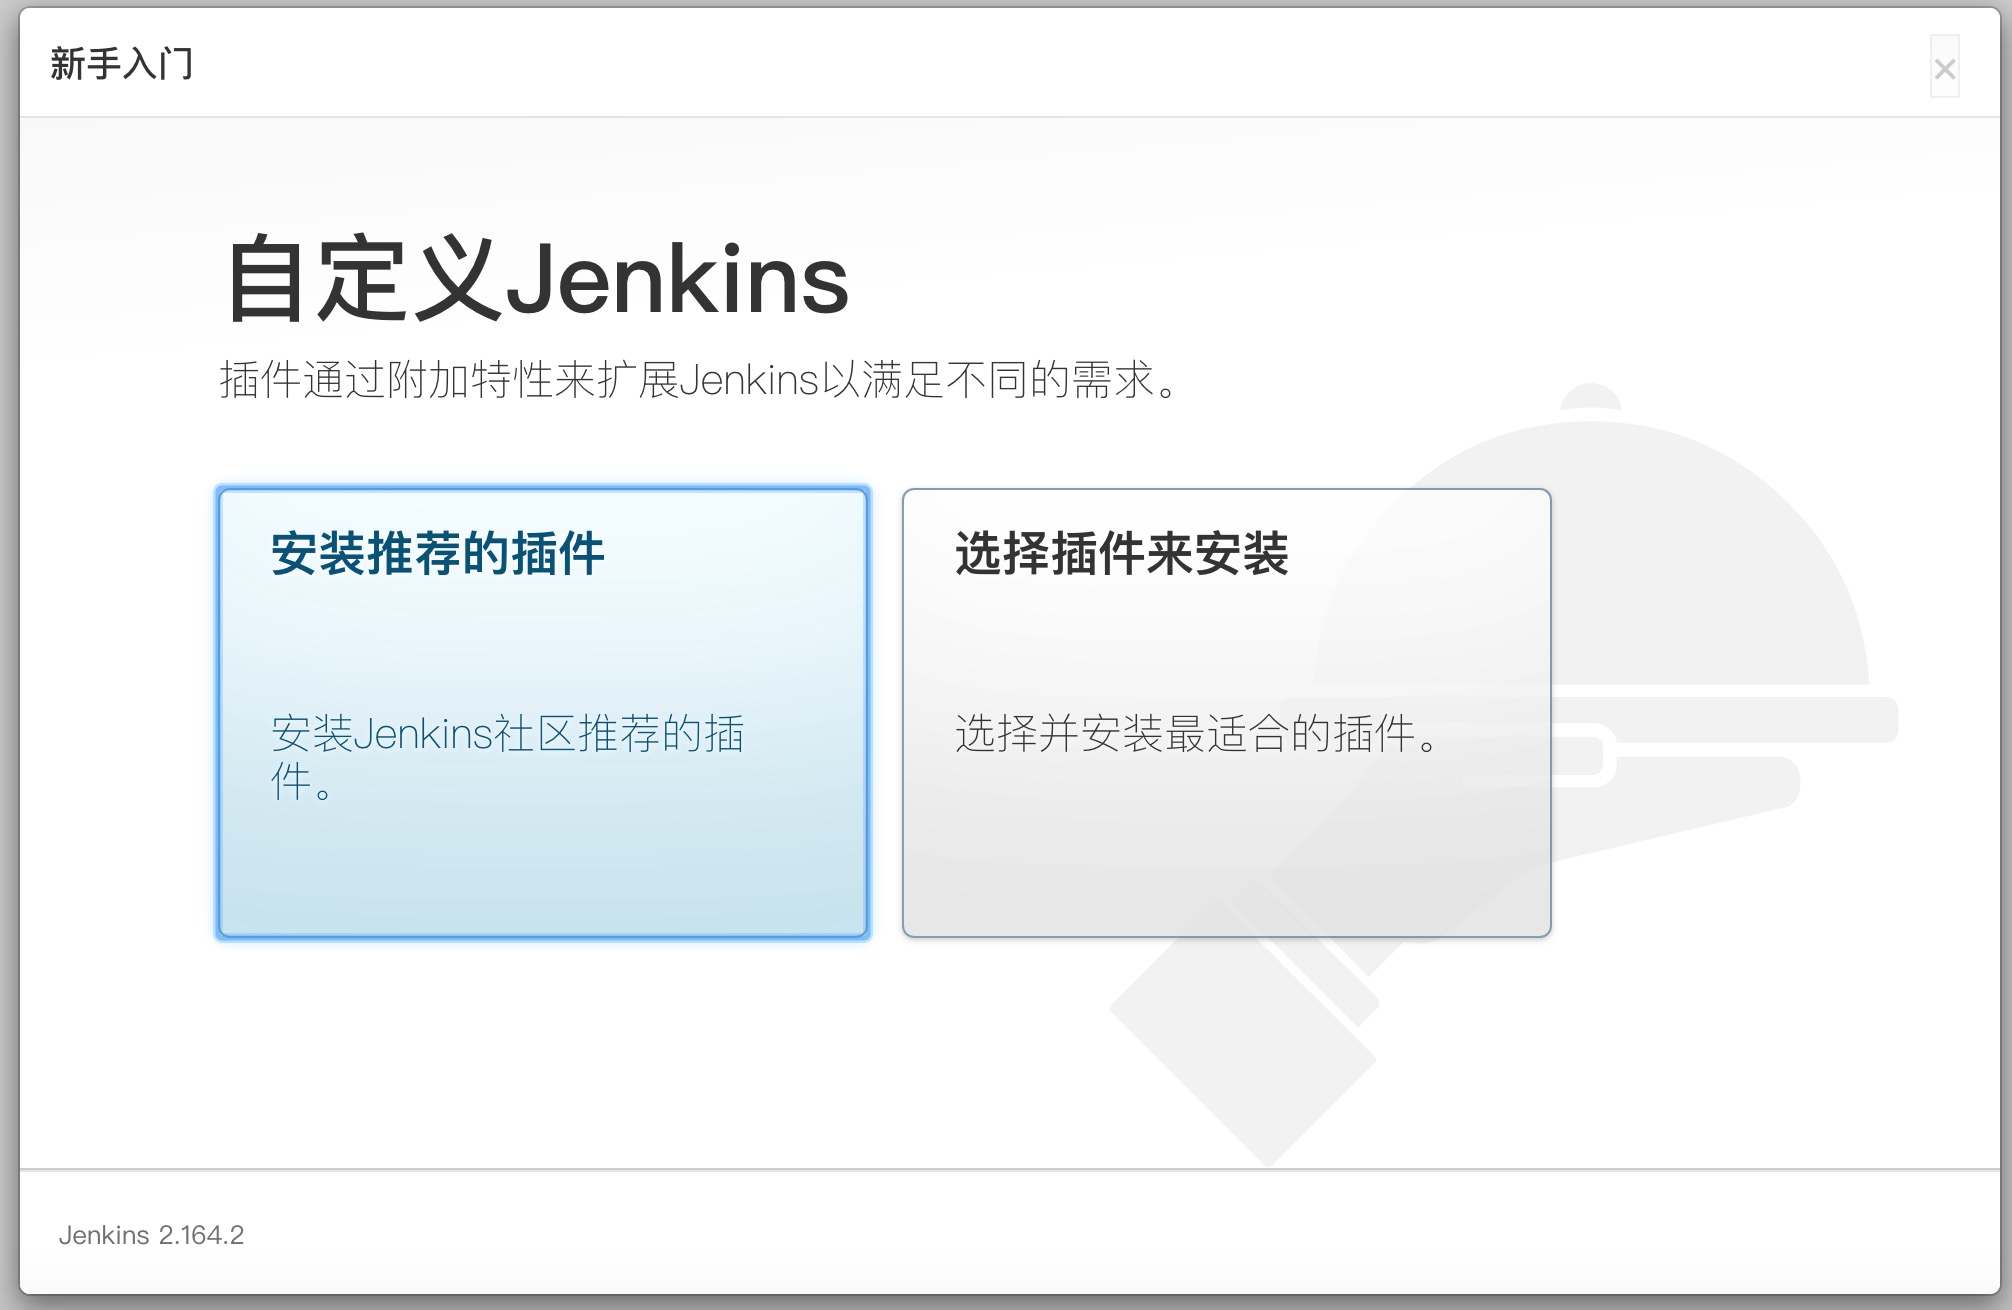 新手入门
×
自定义Jenkins
插件通过附加特性来扩展Jenkins以满足不同的需求。
安装推荐的插件
安装Jenkins社区推荐的插
件。
选择插件来安装
选择并安装最适合的插件。
Jenkins 2.164.2